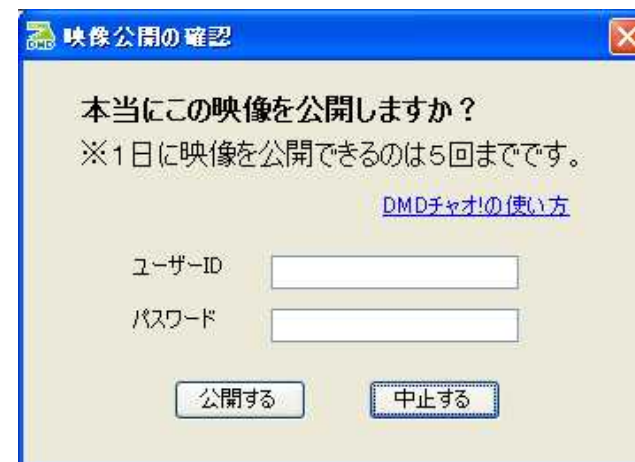 DMD 映像公開の確認
本当にこの映像を公開しますか？
※1日に映像を公開できるのは5回までです。
DMDチャオ!の使い方
ユーザーID
パスワード
公開する 中止する